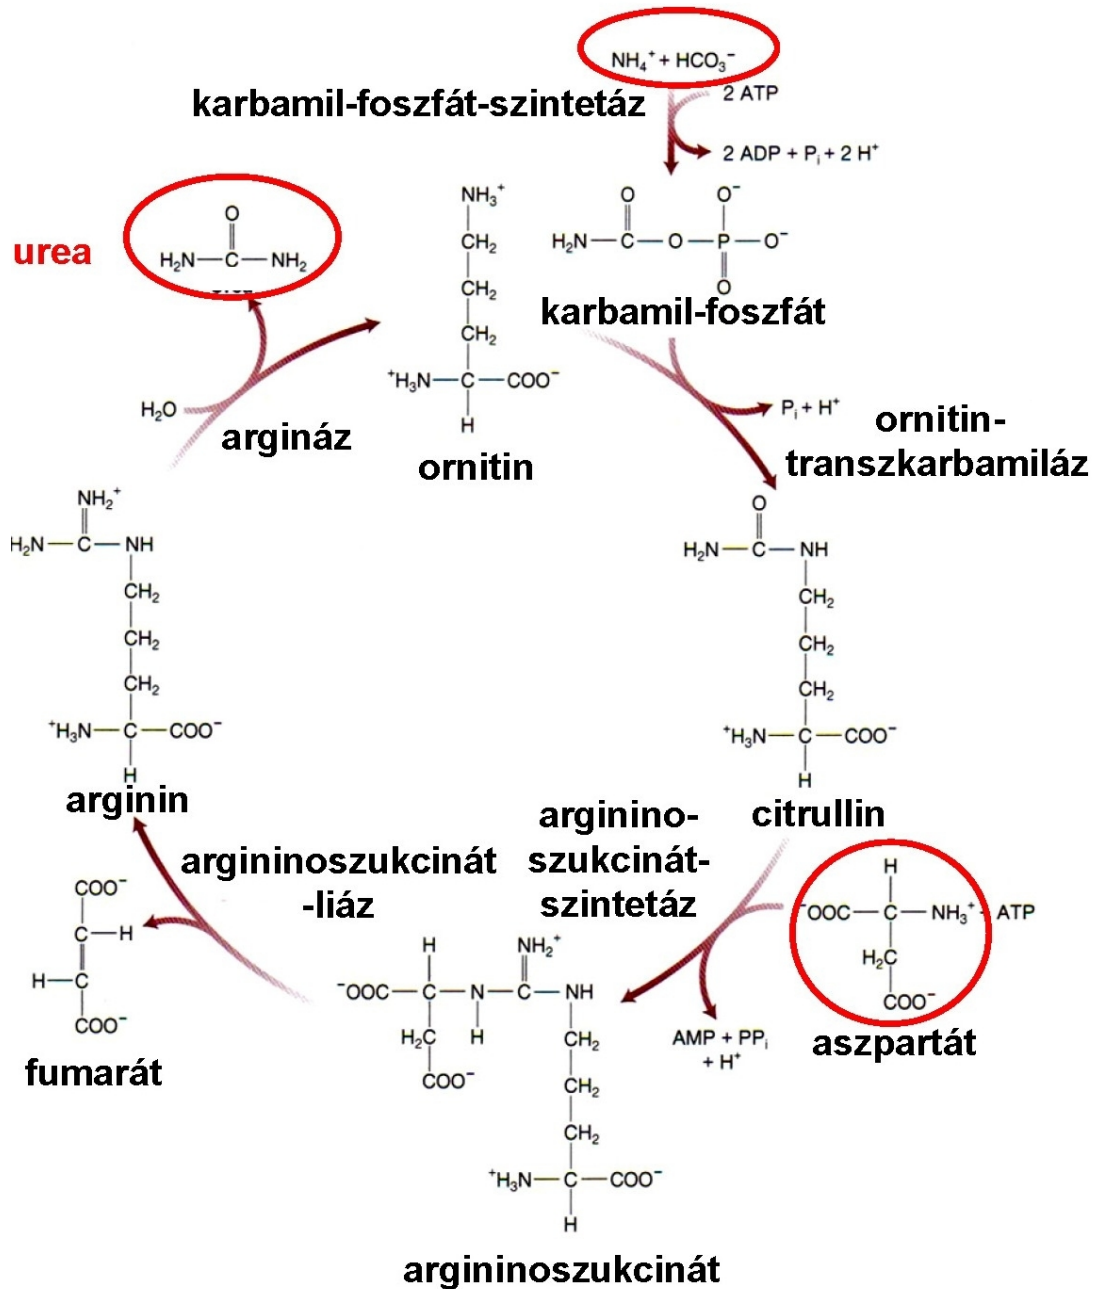 NH₄⁺ + HCO₃⁻
karbamil-foszfát-szintetáz
2 ATP
2 ADP + Pᵢ + 2 H⁺
urea
O
H₂N—C—NH₂
NH₃⁺
CH₂
CH₂
CH₂
⁺H₃N—C—COO⁻
H
ornitin
O
O⁻
H₂N—C—O—P—O⁻
O
karbamil-foszfát
H₂O
argináz
Pᵢ + H⁺
ornitin-
transzkarbamiláz
NH₂⁺
H₂N—C—NH
CH₂
CH₂
CH₂
⁺H₃N—C—COO⁻
H
arginin
O
H₂N—C—NH
CH₂
CH₂
CH₂
⁺H₃N—C—COO⁻
H
citrullin
arginino-
szukcinát-
szintetáz
argininoszukcinát
-liáz
H
⁻OOC—C—NH₃⁺ + ATP
H₂C
COO⁻
aszpartát
AMP + PPᵢ
+ H⁺
COO⁻
C—H
H—C
COO⁻
fumarát
H
NH₂⁺
⁻OOC—C—N—C—NH
H₂C
H
CH₂
COO⁻
CH₂
CH₂
⁺H₃N—C—COO⁻
H
argininoszukcinát